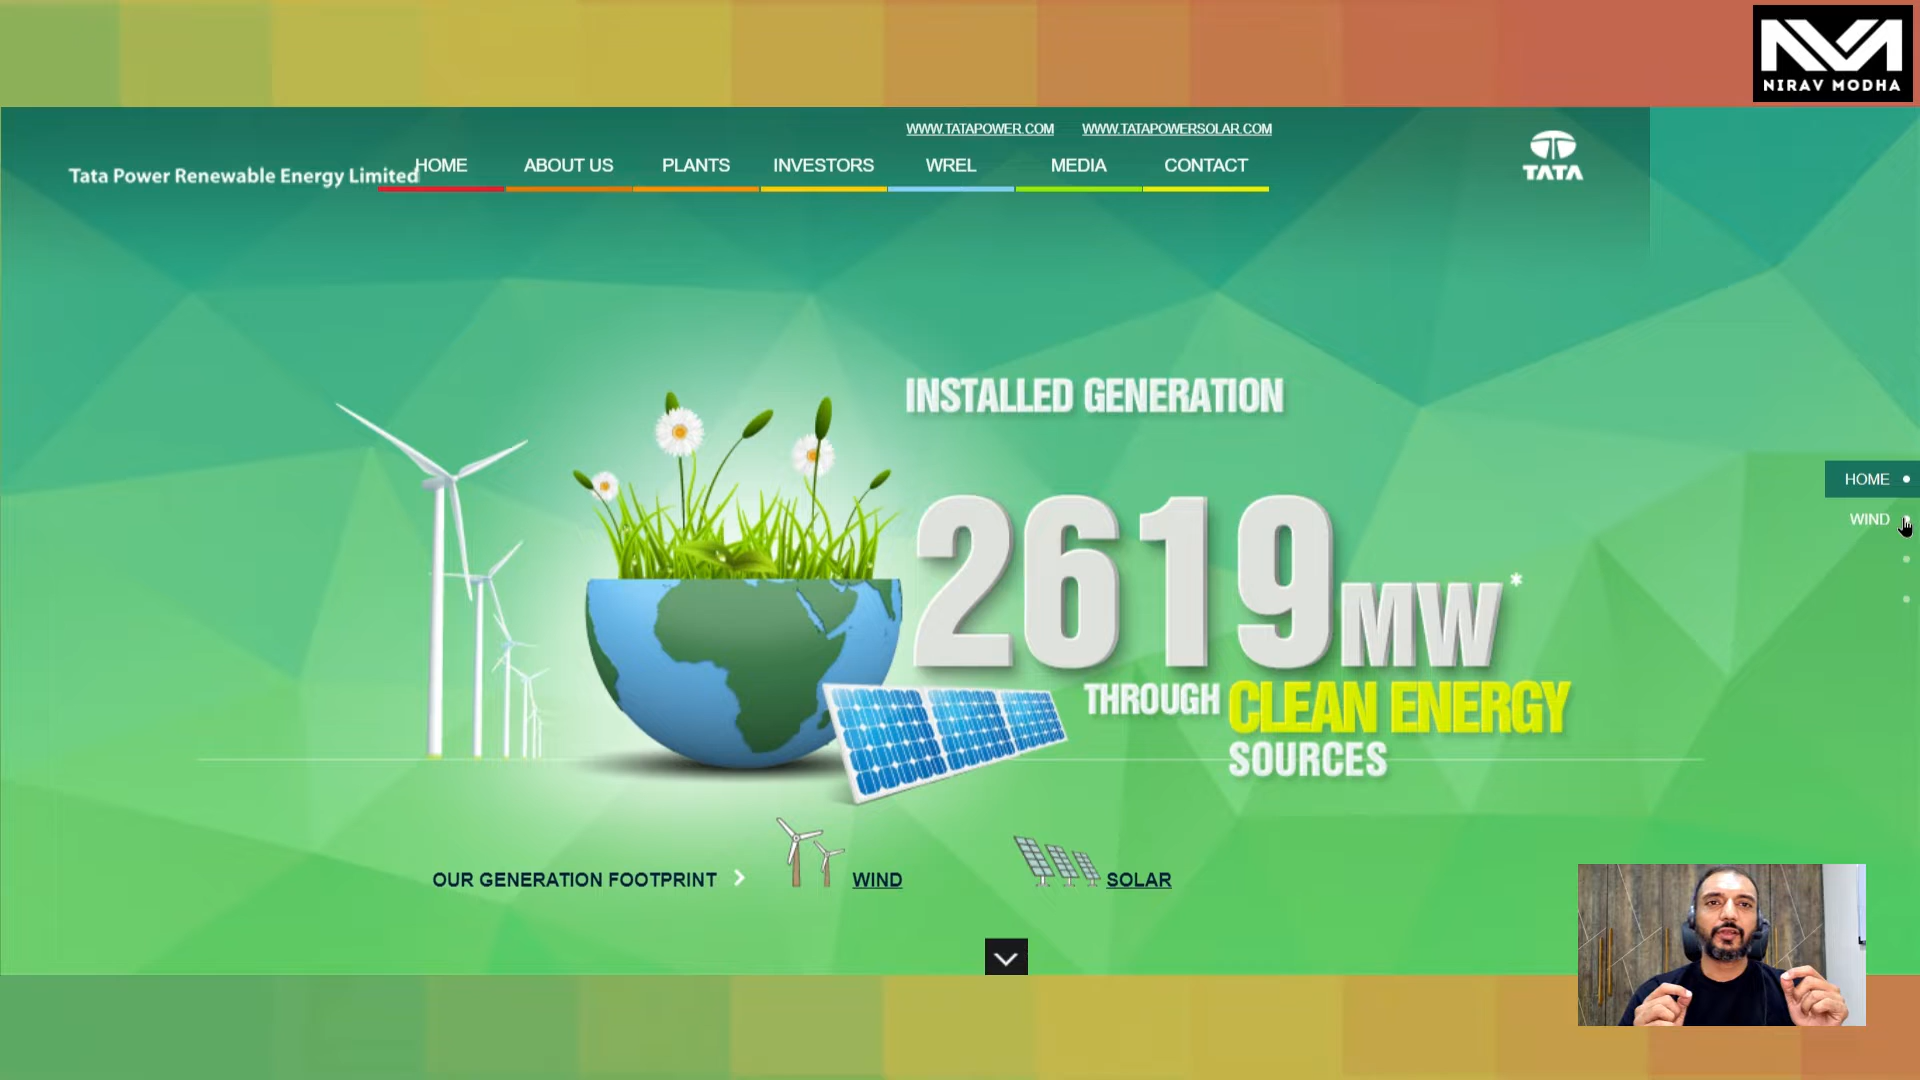 NIRAV MODHA
WWW.TATAPOWER.COM WWW.TATAPOWERSOLAR.COM
Tata Power Renewable Energy Limited
HOME ABOUT US PLANTS INVESTORS WREL MEDIA CONTACT
TATA
INSTALLED GENERATION
2619MW*
THROUGH CLEAN ENERGY
SOURCES
HOME
WIND
OUR GENERATION FOOTPRINT WIND SOLAR